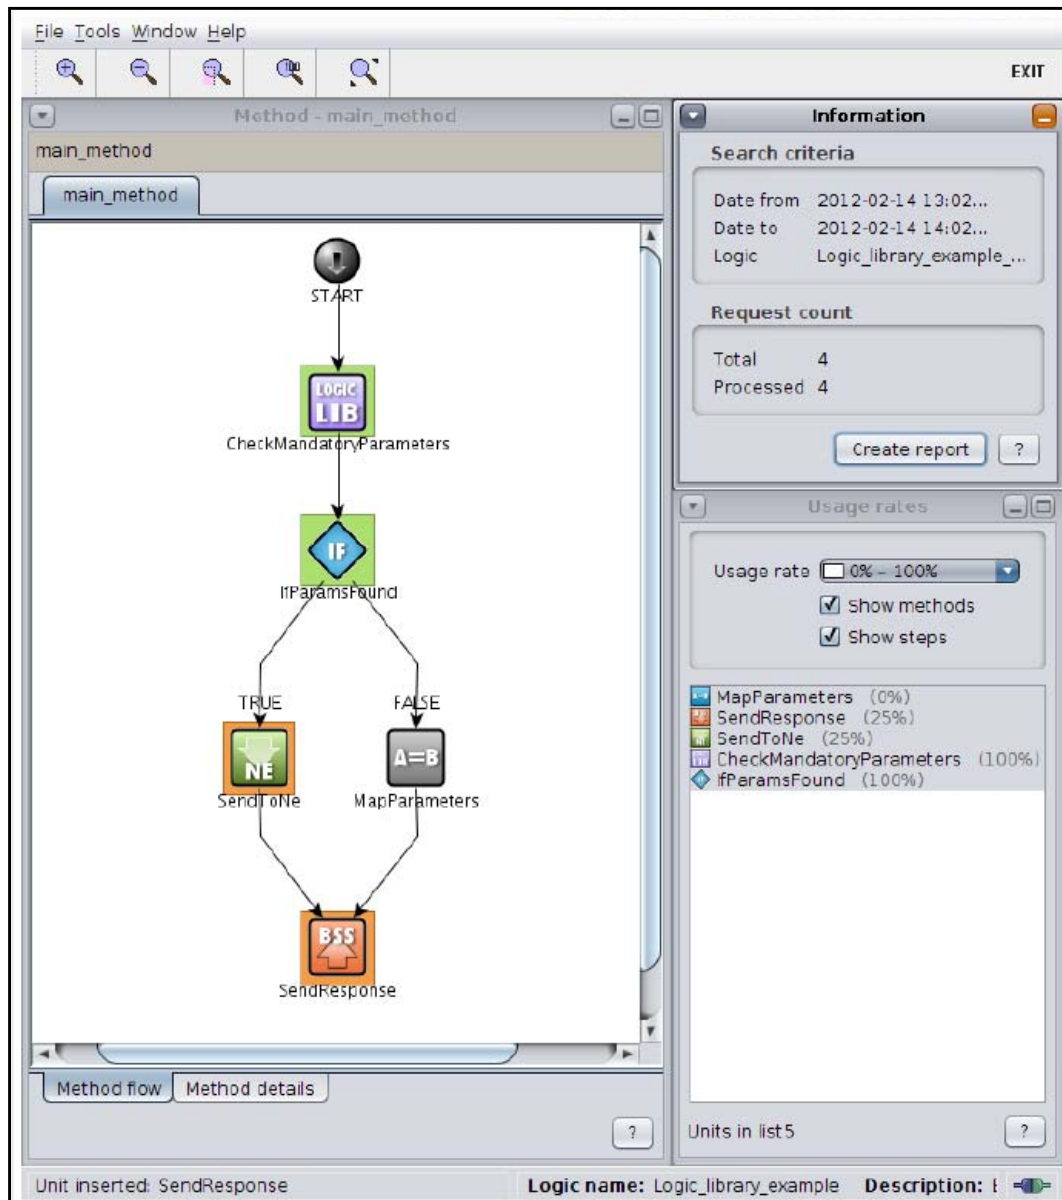 File Tools Window Help
EXIT
Method - main_method
main_method
main_method
START
LOGIC
LIB
CheckMandatoryParameters
IF
IfParamsFound
TRUE
FALSE
NE
SendToNe
A=B
MapParameters
BSS
SendResponse
Method flow
Method details
?
Information
Search criteria
Date from 2012-02-14 13:02...
Date to 2012-02-14 14:02...
Logic Logic_library_example_...
Request count
Total 4
Processed 4
Create report
?
Usage rates
Usage rate 0% - 100%
Show methods
Show steps
MapParameters (0%)
SendResponse (25%)
SendToNe (25%)
CheckMandatoryParameters (100%)
IfParamsFound (100%)
Units in list 5
?
Unit inserted: SendResponse
Logic name: Logic_library_example Description: